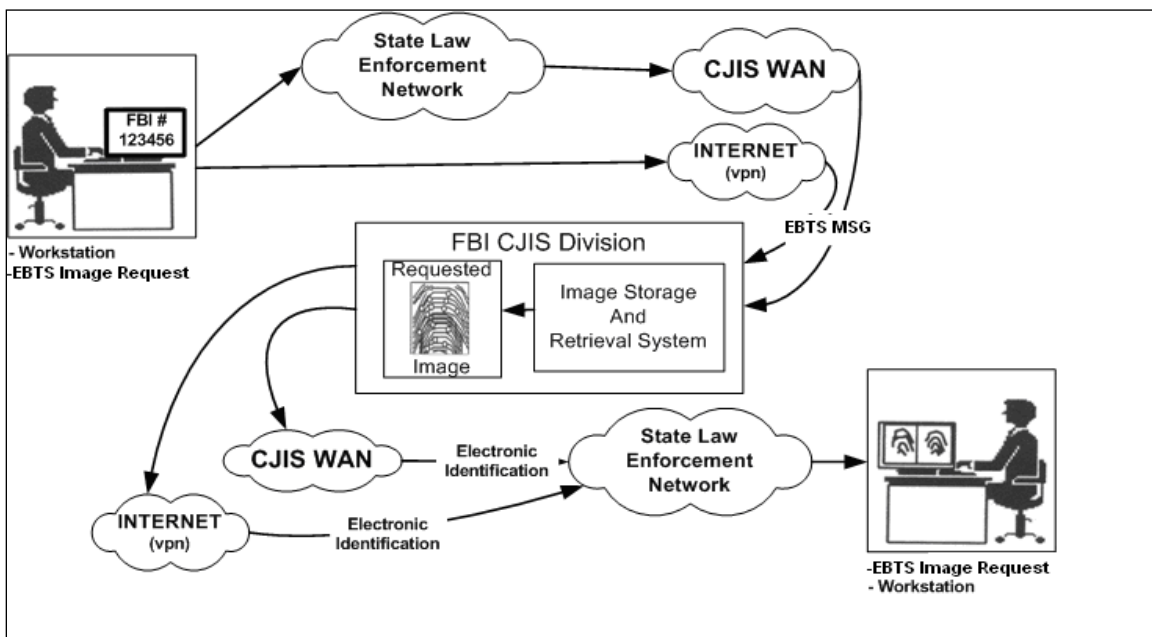 State Law
Enforcement
Network
CJIS WAN
FBI #
123456
INTERNET
(vpn)
EBTS MSG
- Workstation
-EBTS Image Request
FBI CJIS Division
Requested
Image
Image Storage
And
Retrieval System
CJIS WAN
Electronic
Identification
State Law
Enforcement
Network
INTERNET
(vpn)
Electronic
Identification
-EBTS Image Request
- Workstation